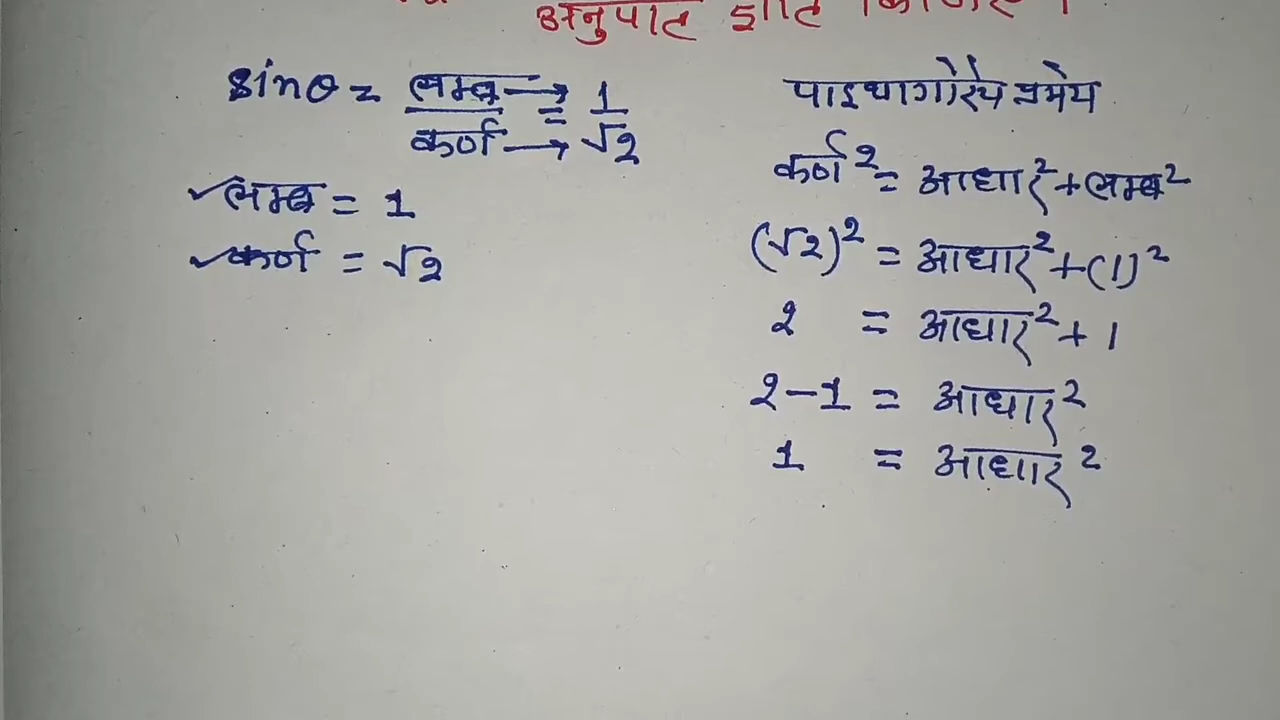 अनुपात ज्ञात
sinθ = लम्ब → = 1
कर्ण → √2
✓लम्ब = 1
✓कर्ण = √2
पाइथागोरस प्रमेय
कर्ण² = आधार² + लम्ब²
(√2)² = आधार² + (1)²
2 = आधार² + 1
2 - 1 = आधार²
1 = आधार²